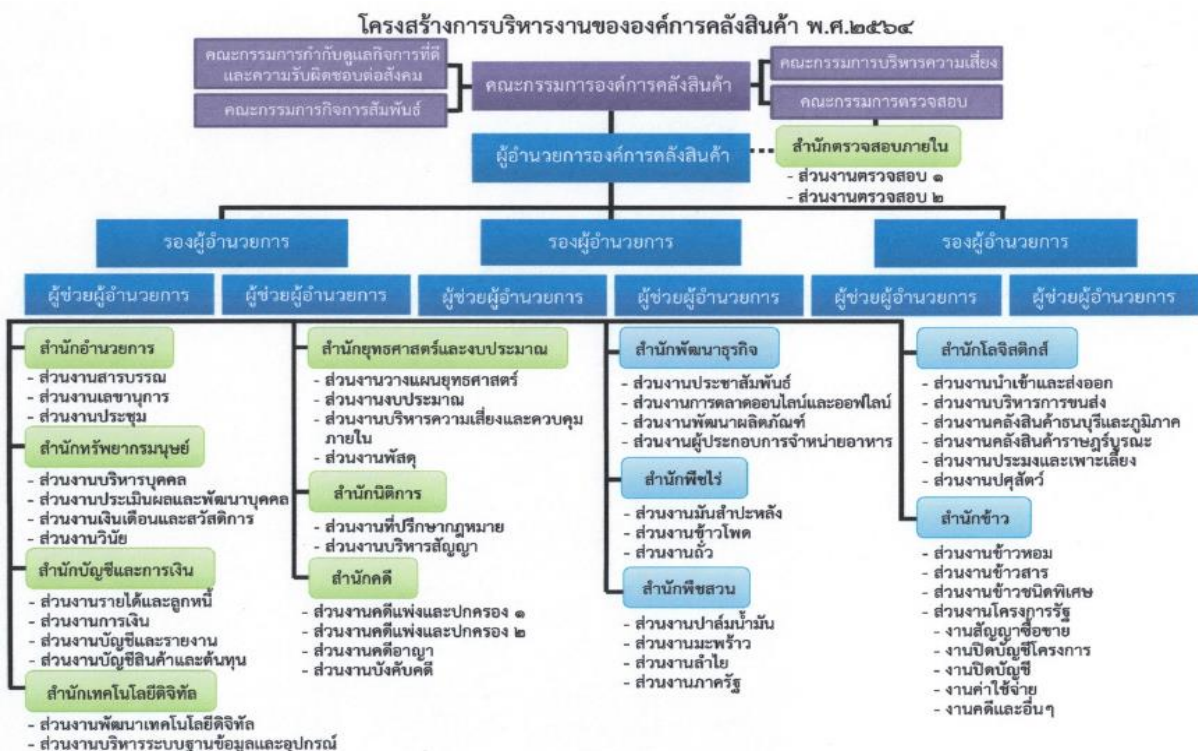 โครงสร้างการบริหารงานขององค์การคลังสินค้า พ.ศ.๒๕๖๔
คณะกรรมการกำกับดูแลกิจการที่ดี
และความรับผิดชอบต่อสังคม
คณะกรรมการกิจการสัมพันธ์
คณะกรรมการองค์การคลังสินค้า
คณะกรรมการบริหารความเสี่ยง
คณะกรรมการตรวจสอบ
ผู้อำนวยการองค์การคลังสินค้า
สำนักตรวจสอบภายใน
- ส่วนงานตรวจสอบ ๑
- ส่วนงานตรวจสอบ ๒
รองผู้อำนวยการ
รองผู้อำนวยการ
รองผู้อำนวยการ
ผู้ช่วยผู้อำนวยการ
ผู้ช่วยผู้อำนวยการ
ผู้ช่วยผู้อำนวยการ
ผู้ช่วยผู้อำนวยการ
ผู้ช่วยผู้อำนวยการ
ผู้ช่วยผู้อำนวยการ
สำนักอำนวยการ
- ส่วนงานสารบรรณ
- ส่วนงานเลขานุการ
- ส่วนงานประชุม
สำนักทรัพยากรมนุษย์
- ส่วนงานบริหารบุคคล
- ส่วนงานประเมินผลและพัฒนาบุคคล
- ส่วนงานเงินเดือนและสวัสดิการ
- ส่วนงานวินัย
สำนักบัญชีและการเงิน
- ส่วนงานรายได้และลูกหนี้
- ส่วนงานการเงิน
- ส่วนงานบัญชีและรายงาน
- ส่วนงานบัญชีสินค้าและต้นทุน
สำนักเทคโนโลยีดิจิทัล
- ส่วนงานพัฒนาเทคโนโลยีดิจิทัล
- ส่วนงานบริหารระบบฐานข้อมูลและอุปกรณ์
สำนักยุทธศาสตร์และงบประมาณ
- ส่วนงานวางแผนยุทธศาสตร์
- ส่วนงานงบประมาณ
- ส่วนงานบริหารความเสี่ยงและควบคุม
ภายใน
- ส่วนงานพัสดุ
สำนักนิติการ
- ส่วนงานที่ปรึกษากฎหมาย
- ส่วนงานบริหารสัญญา
สำนักคดี
- ส่วนงานคดีแพ่งและปกครอง ๑
- ส่วนงานคดีแพ่งและปกครอง ๒
- ส่วนงานคดีอาญา
- ส่วนงานบังคับคดี
สำนักพัฒนาธุรกิจ
- ส่วนงานประชาสัมพันธ์
- ส่วนงานการตลาดออนไลน์และออฟไลน์
- ส่วนงานพัฒนาผลิตภัณฑ์
- ส่วนงานผู้ประกอบการจำหน่ายอาหาร
สำนักพืชไร่
- ส่วนงานมันสำปะหลัง
- ส่วนงานข้าวโพด
- ส่วนงานถั่ว
สำนักพืชสวน
- ส่วนงานปาล์มน้ำมัน
- ส่วนงานมะพร้าว
- ส่วนงานลำไย
- ส่วนงานภาครัฐ
สำนักโลจิสติกส์
- ส่วนงานนำเข้าและส่งออก
- ส่วนงานบริหารการขนส่ง
- ส่วนงานคลังสินค้าธนบุรีและภูมิภาค
- ส่วนงานคลังสินค้าราษฎร์บูรณะ
- ส่วนงานประมงและเพาะเลี้ยง
- ส่วนงานปศุสัตว์
สำนักข้าว
- ส่วนงานข้าวหอม
- ส่วนงานข้าวสาร
- ส่วนงานข้าวชนิดพิเศษ
- ส่วนงานโครงการรัฐ
- งานสัญญาซื้อขาย
- งานปิดบัญชีโครงการ
- งานปิดบัญชี
- งานค่าใช้จ่าย
- งานคดีและอื่นๆ